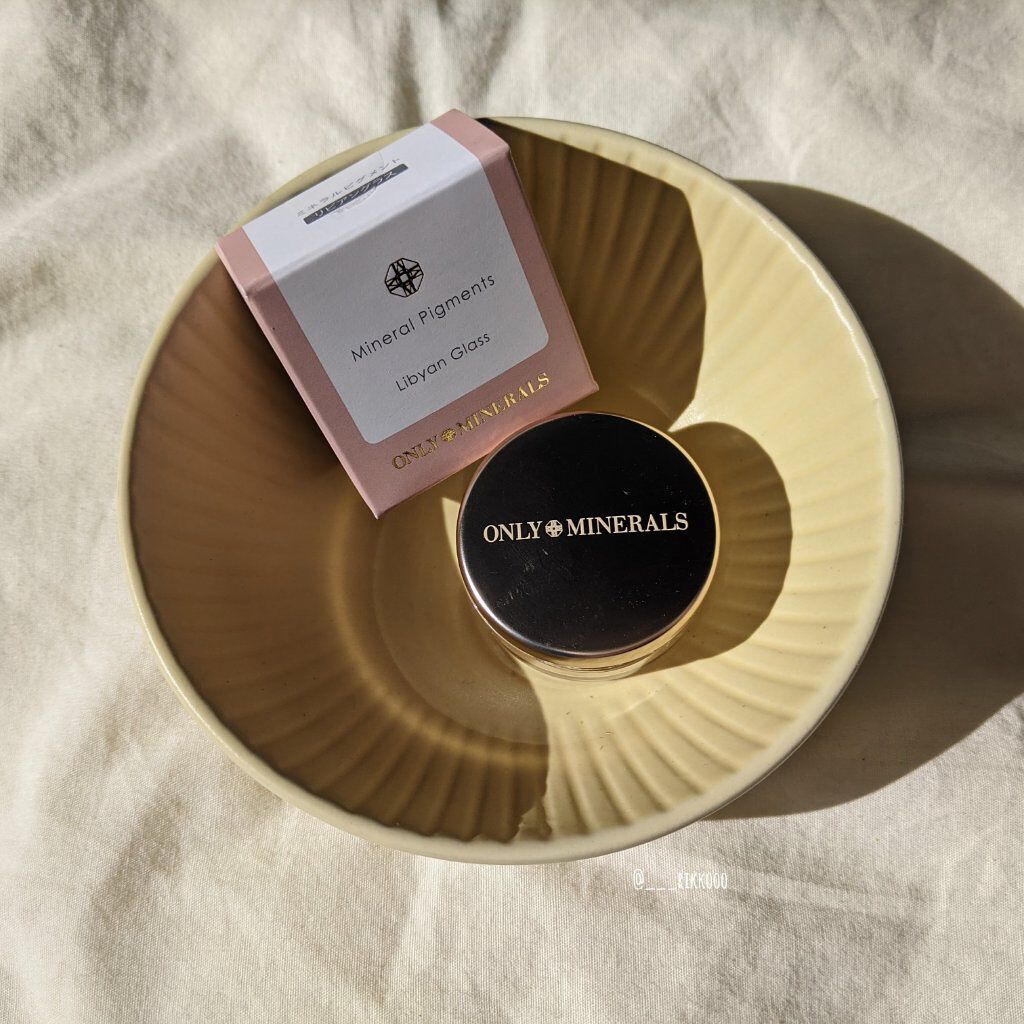 ミネラルピグメント
リビアングラス
Mineral Pigments
Libyan Glass
ONLY MINERALS
ONLY MINERALS
@___RIKKOOO